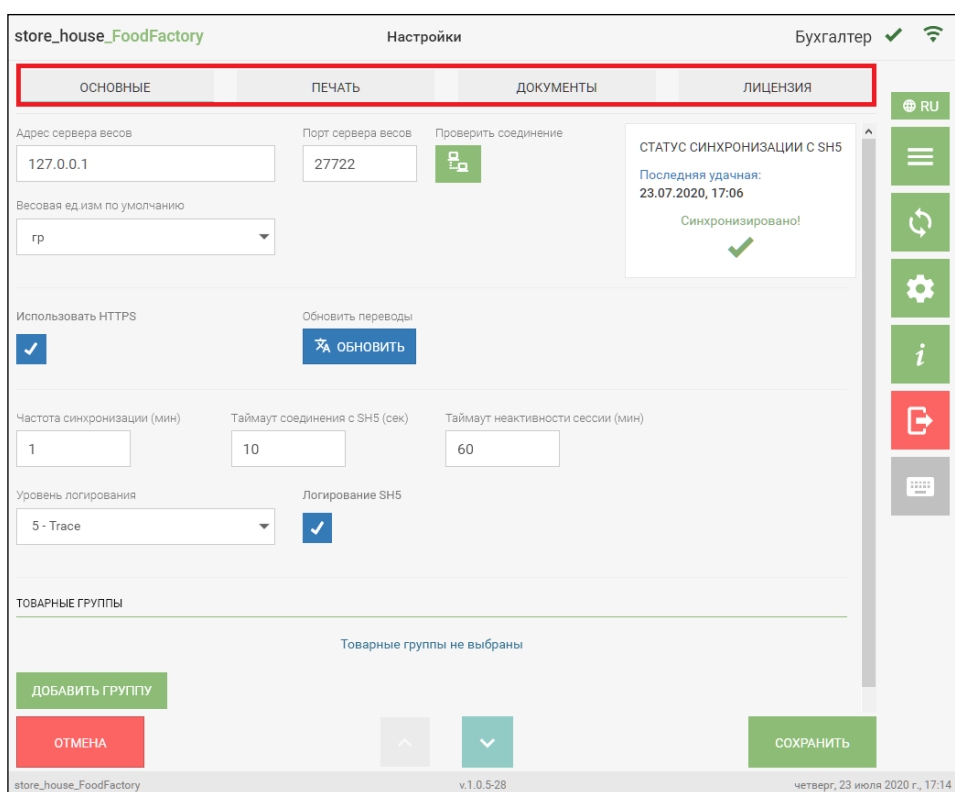 store_house_FoodFactory Настройки Бухгалтер
ОСНОВНЫЕ ПЕЧАТЬ ДОКУМЕНТЫ ЛИЦЕНЗИЯ
RU
Адрес сервера весов Порт сервера весов Проверить соединение
127.0.0.1 27722
СТАТУС СИНХРОНИЗАЦИИ С SH5
Последняя удачная:
23.07.2020, 17:06
Синхронизировано!
Весовая ед.изм по умолчанию
гр
Использовать HTTPS Обновить переводы
ОБНОВИТЬ
Частота синхронизации (мин) Таймаут соединения с SH5 (сек) Таймаут неактивности сессии (мин)
1 10 60
Уровень логирования Логирование SH5
5 - Trace
ТОВАРНЫЕ ГРУППЫ
Товарные группы не выбраны
ДОБАВИТЬ ГРУППУ
ОТМЕНА СОХРАНИТЬ
store_house_FoodFactory v.1.0.5-28 четверг, 23 июля 2020 г., 17:14